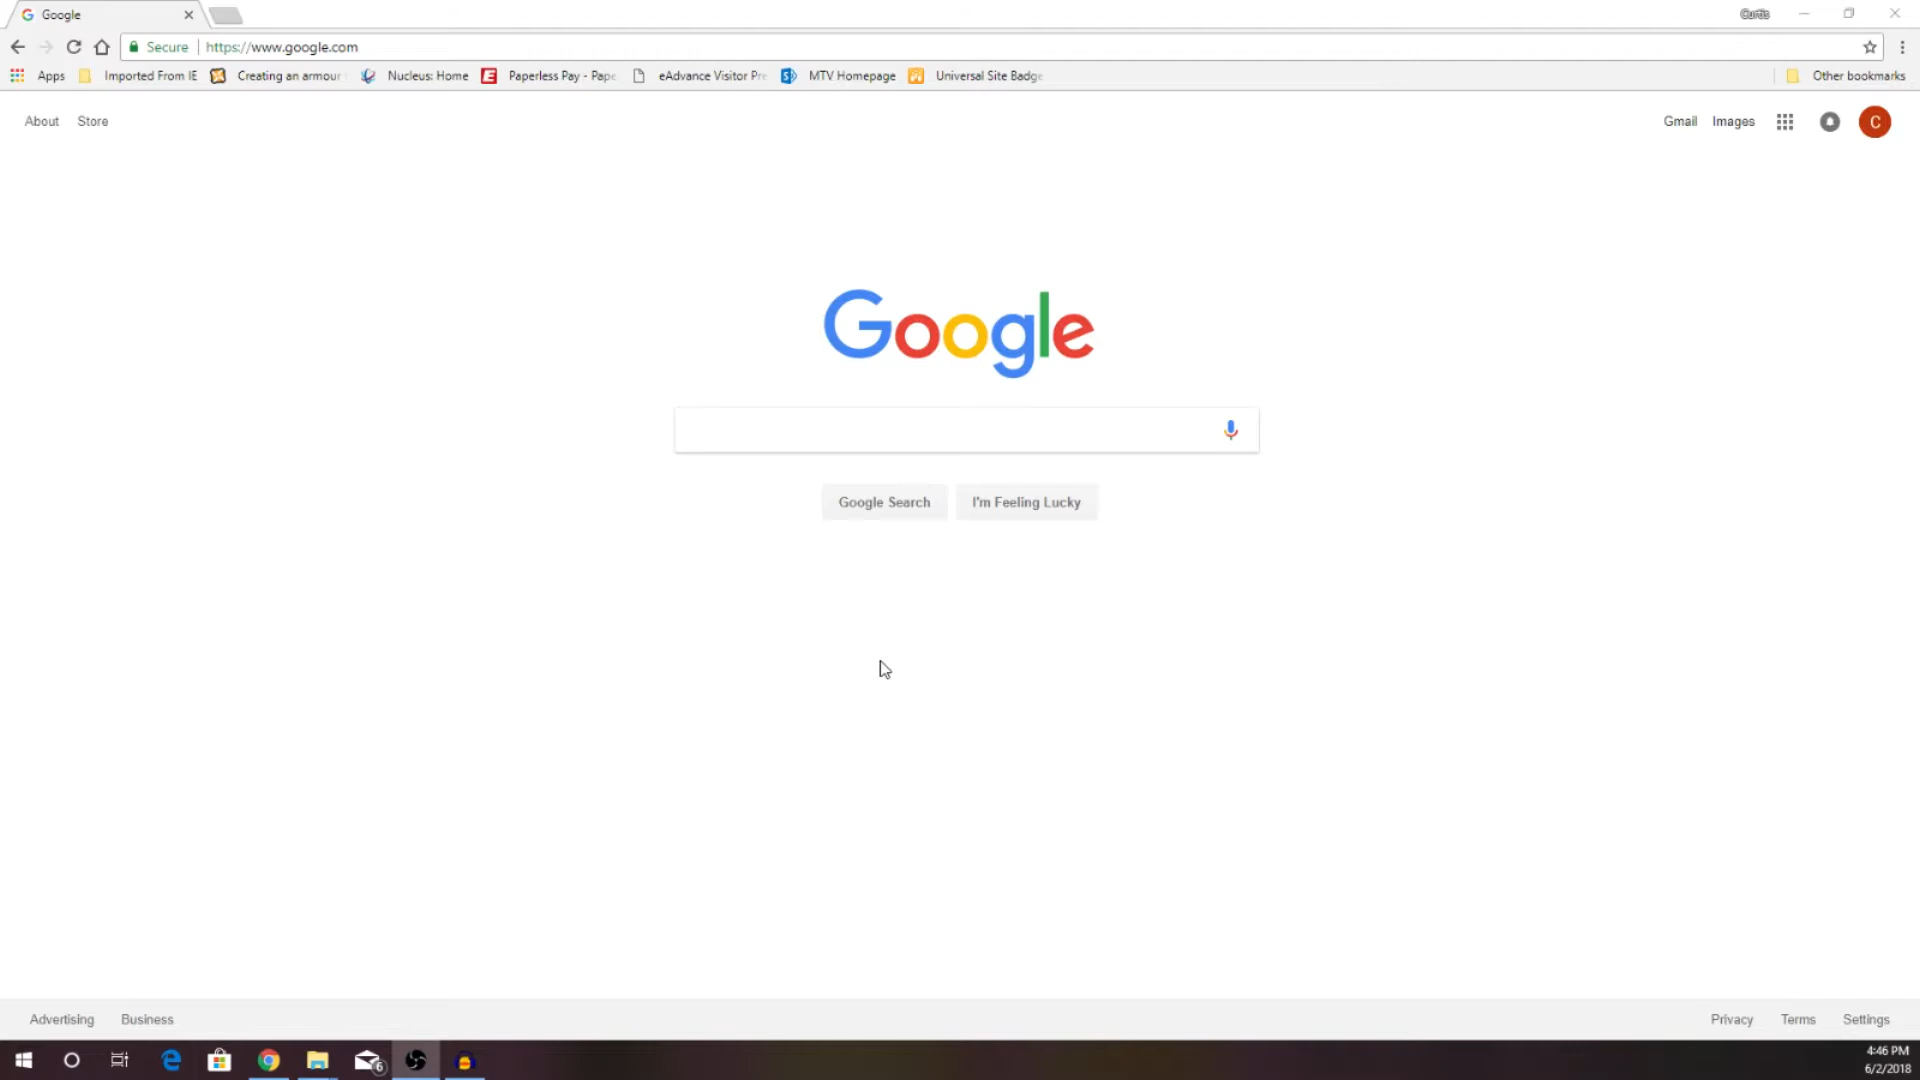 Google
Curtis
Secure https://www.google.com
Apps Imported From IE Creating an armour Nucleus: Home Paperless Pay - Pape eAdvance Visitor Pre MTV Homepage Universal Site Badge Other bookmarks
About Store Gmail Images C
Google
Google Search I'm Feeling Lucky
Advertising Business Privacy Terms Settings
6
4:46 PM
6/2/2018